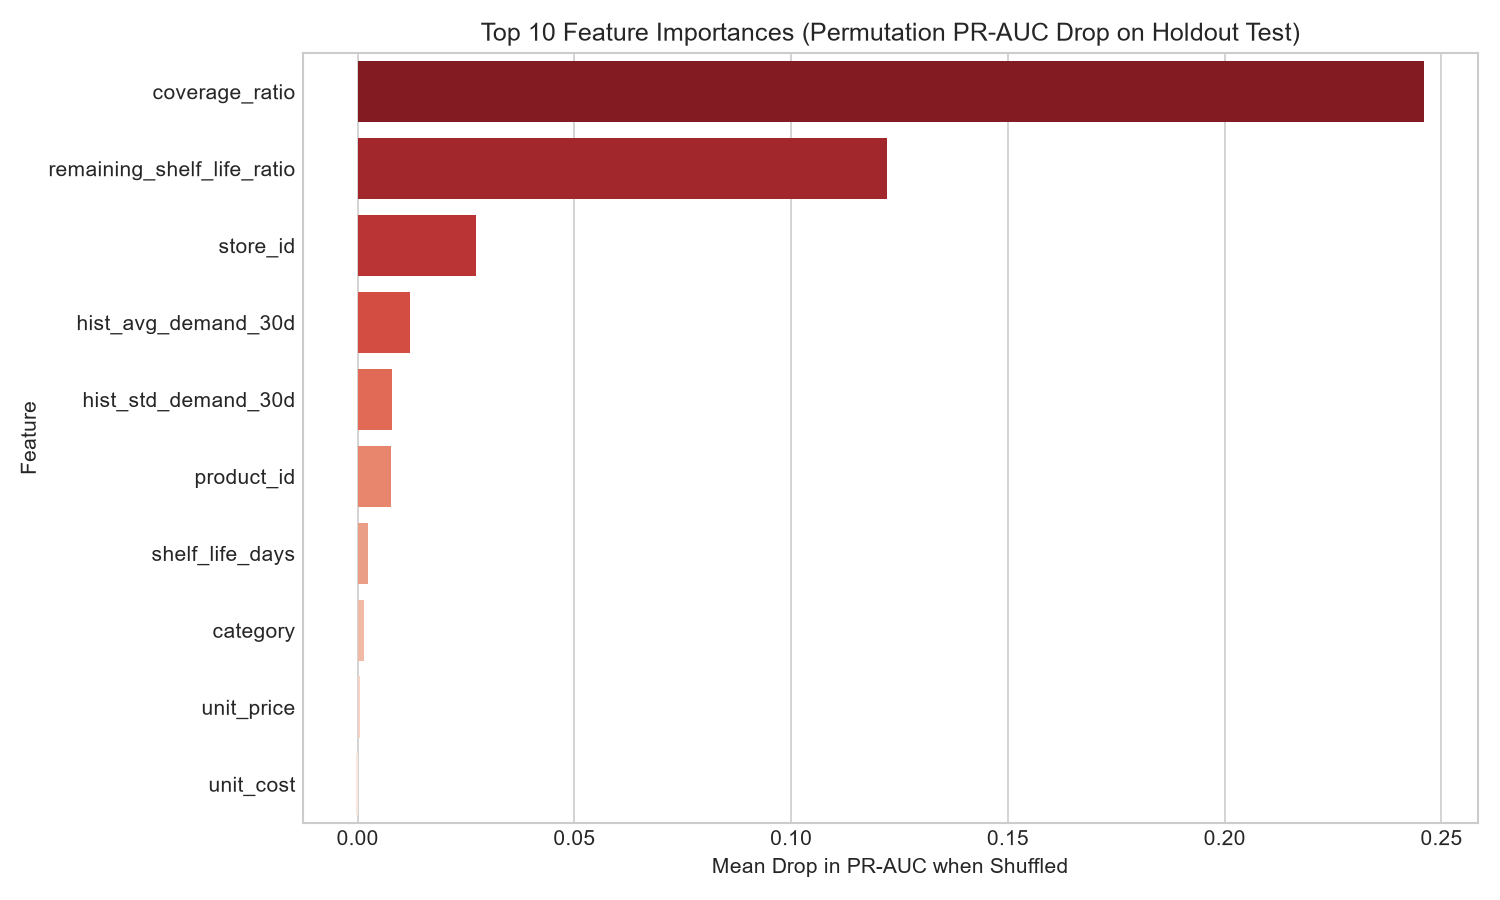 Top 10 Feature Importances (Permutation PR-AUC Drop on Holdout Test)
coverage_ratio
remaining_shelf_life_ratio
store_id
hist_avg_demand_30d
hist_std_demand_30d
product_id
shelf_life_days
category
unit_price
unit_cost
Feature
0.00 0.05 0.10 0.15 0.20 0.25
Mean Drop in PR-AUC when Shuffled